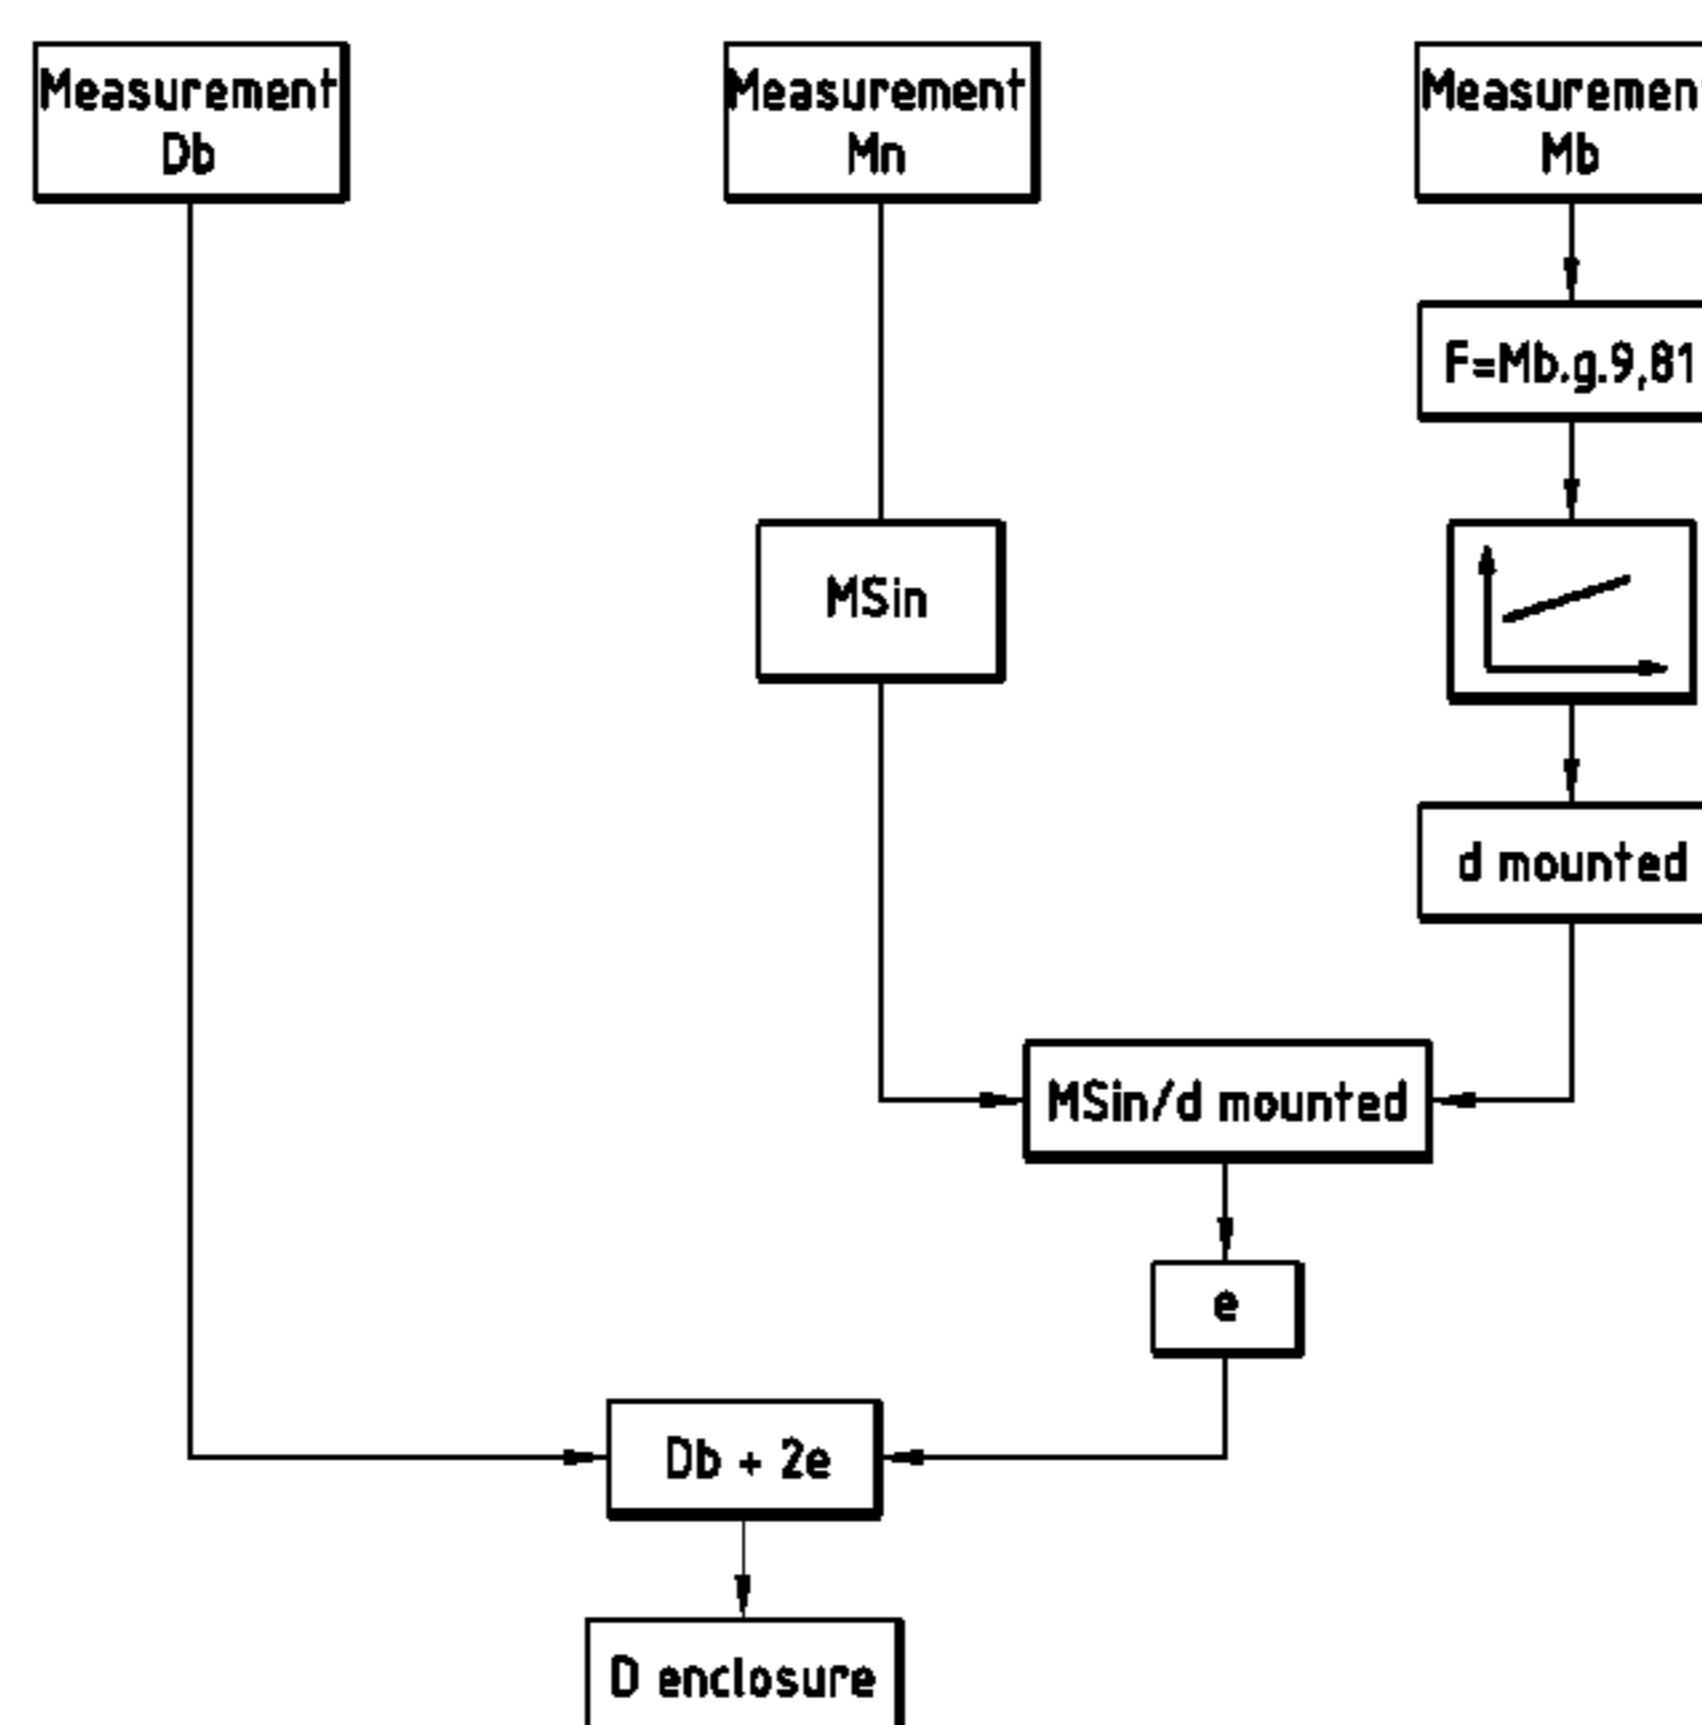 Measurement
Db
Measurement
Mn
Measurement
Mb
F=Mb.g.9,81
MSin
d mounted
MSin/d mounted
e
Db + 2e
D enclosure